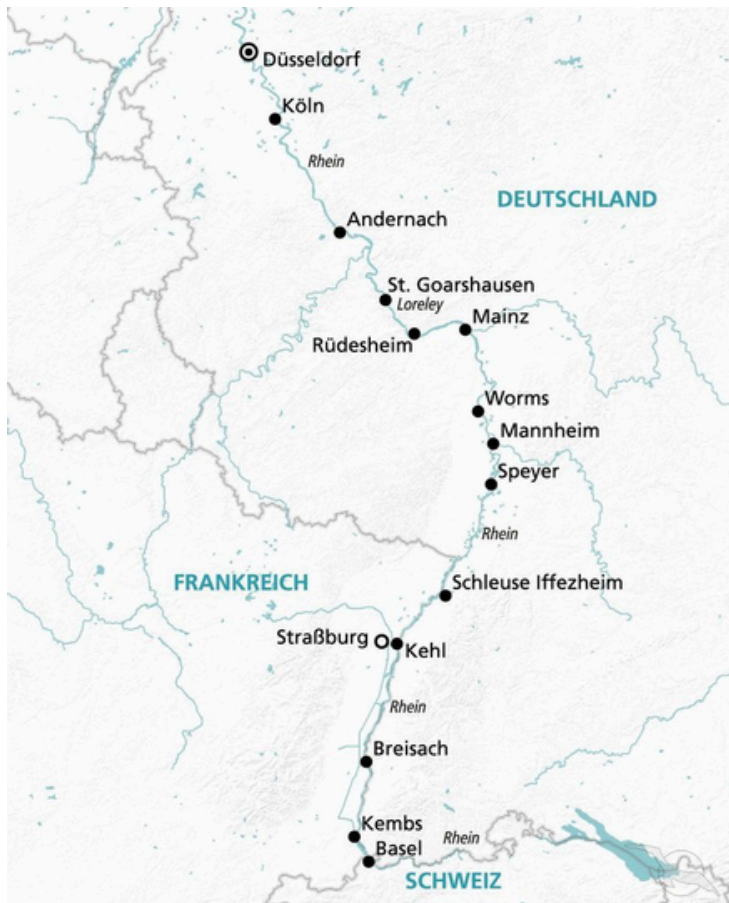 Düsseldorf
Köln
Rhein
DEUTSCHLAND
Andernach
St. Goarshausen
Loreley
Mainz
Rüdesheim
Worms
Mannheim
Speyer
Rhein
FRANKREICH
Schleuse Iffezheim
Straßburg
Kehl
Rhein
Breisach
Kembs
Rhein
Basel
SCHWEIZ